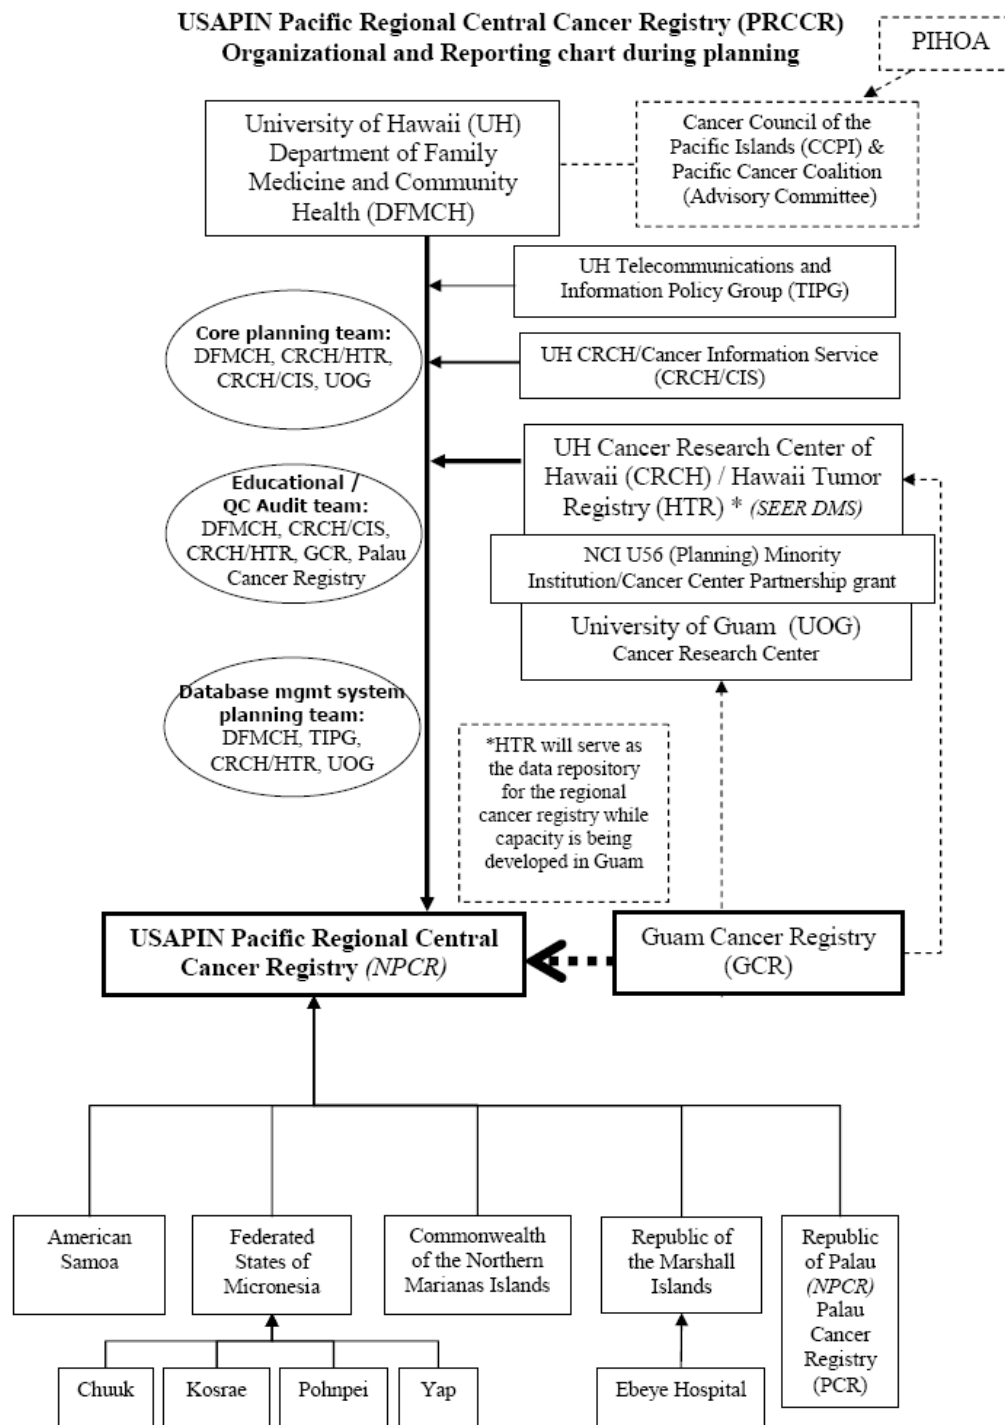 USAPIN Pacific Regional Central Cancer Registry (PRCCR)
Organizational and Reporting chart during planning
PIHOA
University of Hawaii (UH)
Department of Family
Medicine and Community
Health (DFMCH)
Cancer Council of the
Pacific Islands (CCPI) &
Pacific Cancer Coalition
(Advisory Committee)
UH Telecommunications and
Information Policy Group (TIPG)
Core planning team:
DFMCH, CRCH/HTR,
CRCH/CIS, UOG
UH CRCH/Cancer Information Service
(CRCH/CIS)
UH Cancer Research Center of
Hawaii (CRCH) / Hawaii Tumor
Registry (HTR) * (SEER DMS)
Educational /
QC Audit team:
DFMCH, CRCH/CIS,
CRCH/HTR, GCR, Palau
Cancer Registry
NCI U56 (Planning) Minority
Institution/Cancer Center Partnership grant
University of Guam (UOG)
Cancer Research Center
Database mgmt system
planning team:
DFMCH, TIPG,
CRCH/HTR, UOG
*HTR will serve as
the data repository
for the regional
cancer registry while
capacity is being
developed in Guam
USAPIN Pacific Regional Central
Cancer Registry (NPCR)
Guam Cancer Registry
(GCR)
American
Samoa
Federated
States of
Micronesia
Commonwealth
of the Northern
Marianas Islands
Republic of
the Marshall
Islands
Republic
of Palau
(NPCR)
Palau
Cancer
Registry
(PCR)
Chuuk
Kosrae
Pohnpei
Yap
Ebeye Hospital